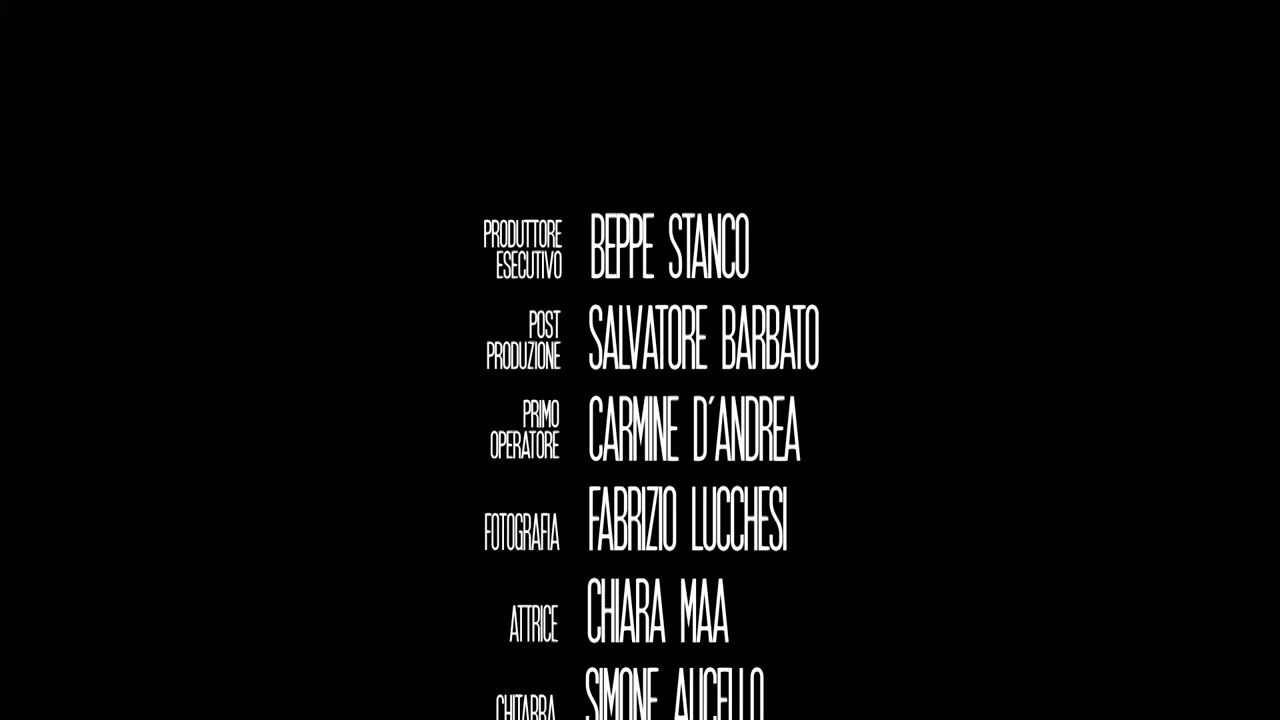 PRODUTTORE
ESECUTIVO
BEPPE STANCO
POST
PRODUZIONE
SALVATORE BARBATO
PRIMO
OPERATORE
CARMINE D´ANDREA
FOTOGRAFIA
FABRIZIO LUCCHESI
ATTRICE
CHIARA MAA
CHITARRA
SIMONE AUCELLO